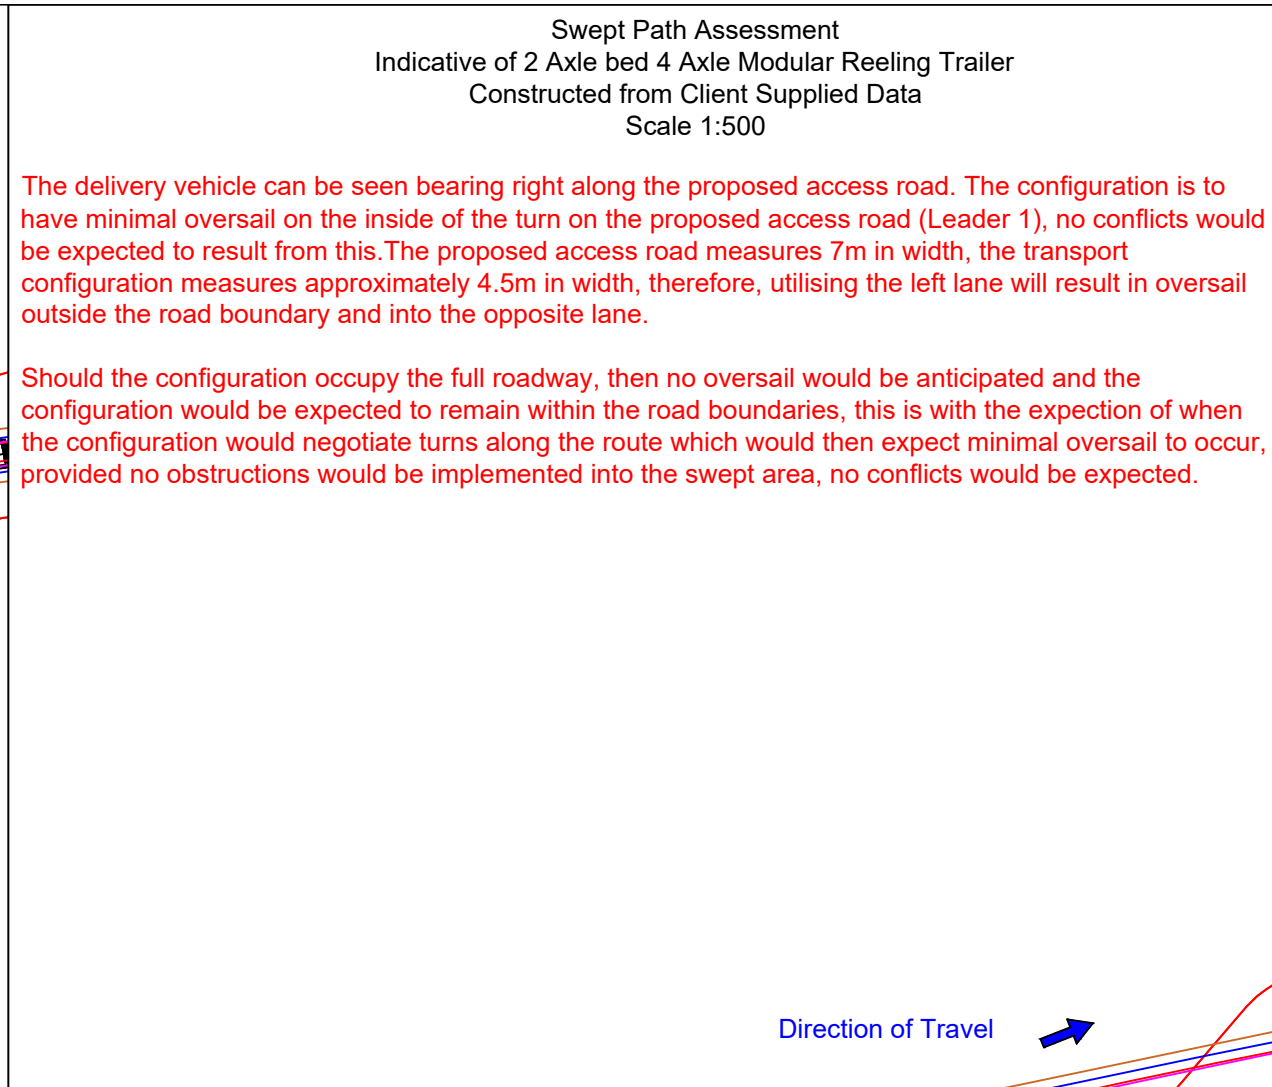 Swept Path Assessment
Indicative of 2 Axle bed 4 Axle Modular Reeling Trailer
Constructed from Client Supplied Data
Scale 1:500
The delivery vehicle can be seen bearing right along the proposed access road. The configuration is to
have minimal oversail on the inside of the turn on the proposed access road (Leader 1), no conflicts would
be expected to result from this.The proposed access road measures 7m in width, the transport
configuration measures approximately 4.5m in width, therefore, utilising the left lane will result in oversail
outside the road boundary and into the opposite lane.
Should the configuration occupy the full roadway, then no oversail would be anticipated and the
configuration would be expected to remain within the road boundaries, this is with the expection of when
the configuration would negotiate turns along the route which would then expect minimal oversail to occur,
provided no obstructions would be implemented into the swept area, no conflicts would be expected.
Direction of Travel